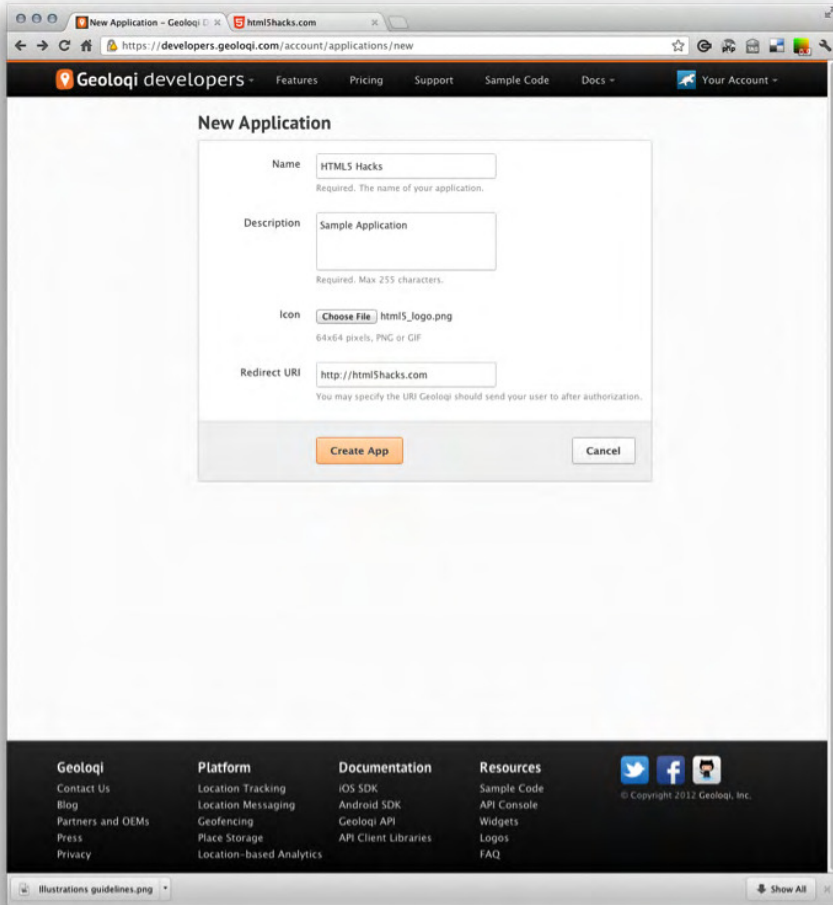 New Application – Geoloqi D
html5hacks.com
https://developers.geoloqi.com/account/applications/new
Geoloqi developers
Features
Pricing
Support
Sample Code
Docs
Your Account
New Application
Name
HTML5 Hacks
Required. The name of your application.
Description
Sample Application
Required. Max 255 characters.
Icon
Choose File html5_logo.png
64x64 pixels, PNG or GIF
Redirect URI
http://html5hacks.com
You may specify the URI Geoloqi should send your user to after authorization.
Create App
Cancel
Geoloqi
Contact Us
Blog
Partners and OEMs
Press
Privacy
Platform
Location Tracking
Location Messaging
Geofencing
Place Storage
Location-based Analytics
Documentation
iOS SDK
Android SDK
Geoloqi API
API Client Libraries
Resources
Sample Code
API Console
Widgets
Logos
FAQ
© Copyright 2012 Geoloqi, Inc.
Illustrations guidelines.png
Show All